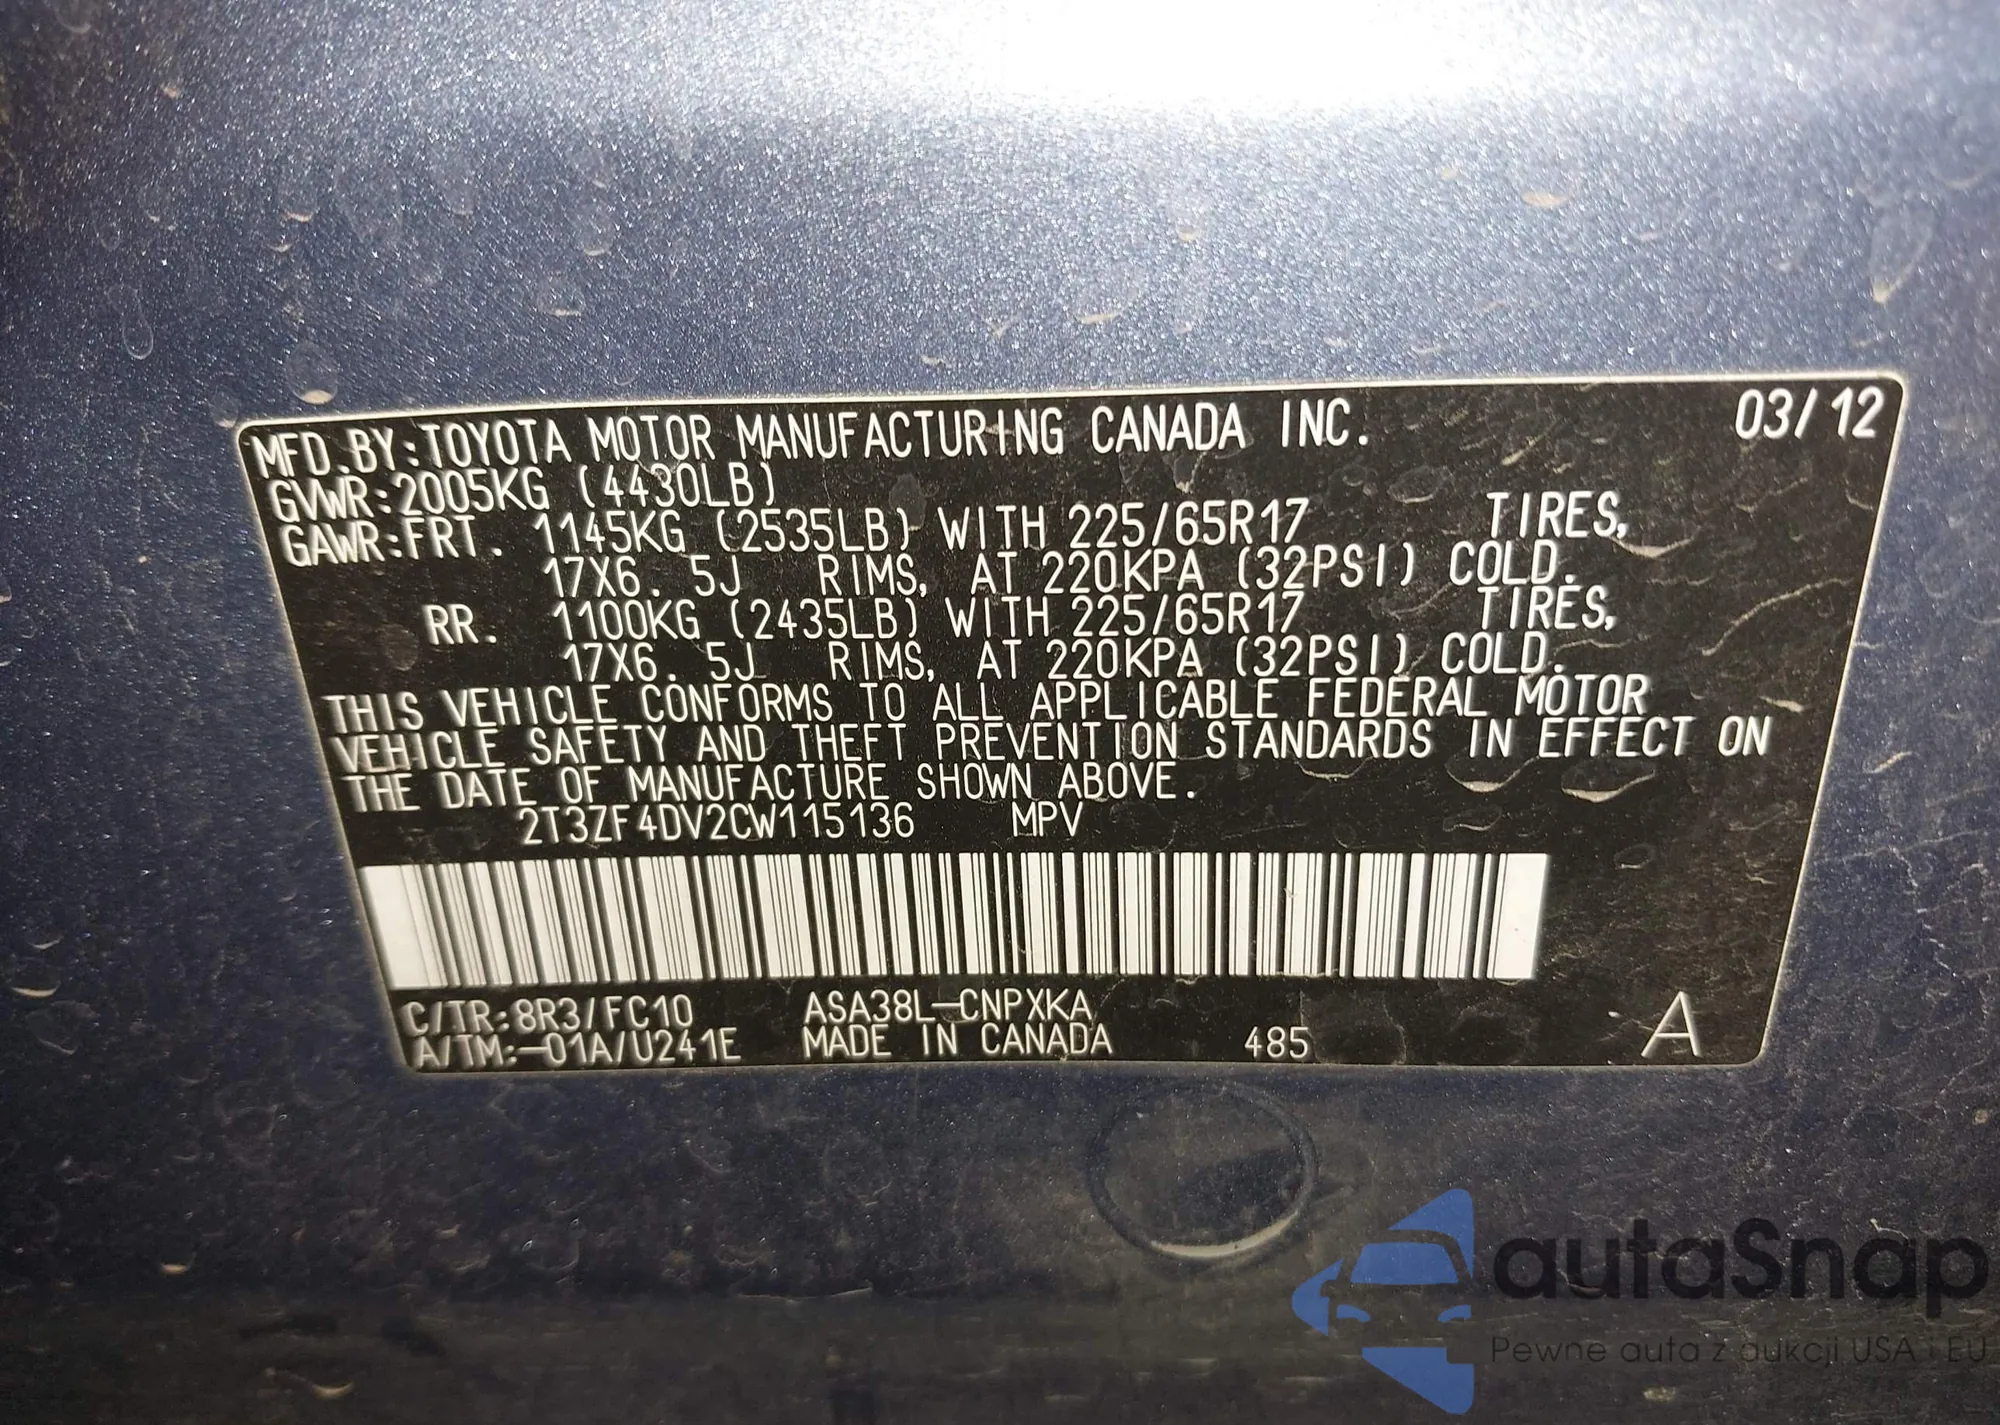 MFD.BY:TOYOTA MOTOR MANUFACTURING CANADA INC. 03/12
GVWR:2005KG (4430LB)
GAWR:FRT. 1145KG (2535LB) WITH 225/65R17 TIRES,
17X6.5J RIMS, AT 220KPA (32PSI) COLD.
RR. 1100KG (2435LB) WITH 225/65R17 TIRES,
17X6.5J RIMS, AT 220KPA (32PSI) COLD.
THIS VEHICLE CONFORMS TO ALL APPLICABLE FEDERAL MOTOR
VEHICLE SAFETY AND THEFT PREVENTION STANDARDS IN EFFECT ON
THE DATE OF MANUFACTURE SHOWN ABOVE.
2T3ZF4DV2CW115136 MPV
C/TR:8R3/FC10 ASA38L-CNPXKA
A/TM:-01A/U241E MADE IN CANADA 485 A
autaSnap
Pewne auta z aukcji USA i EU